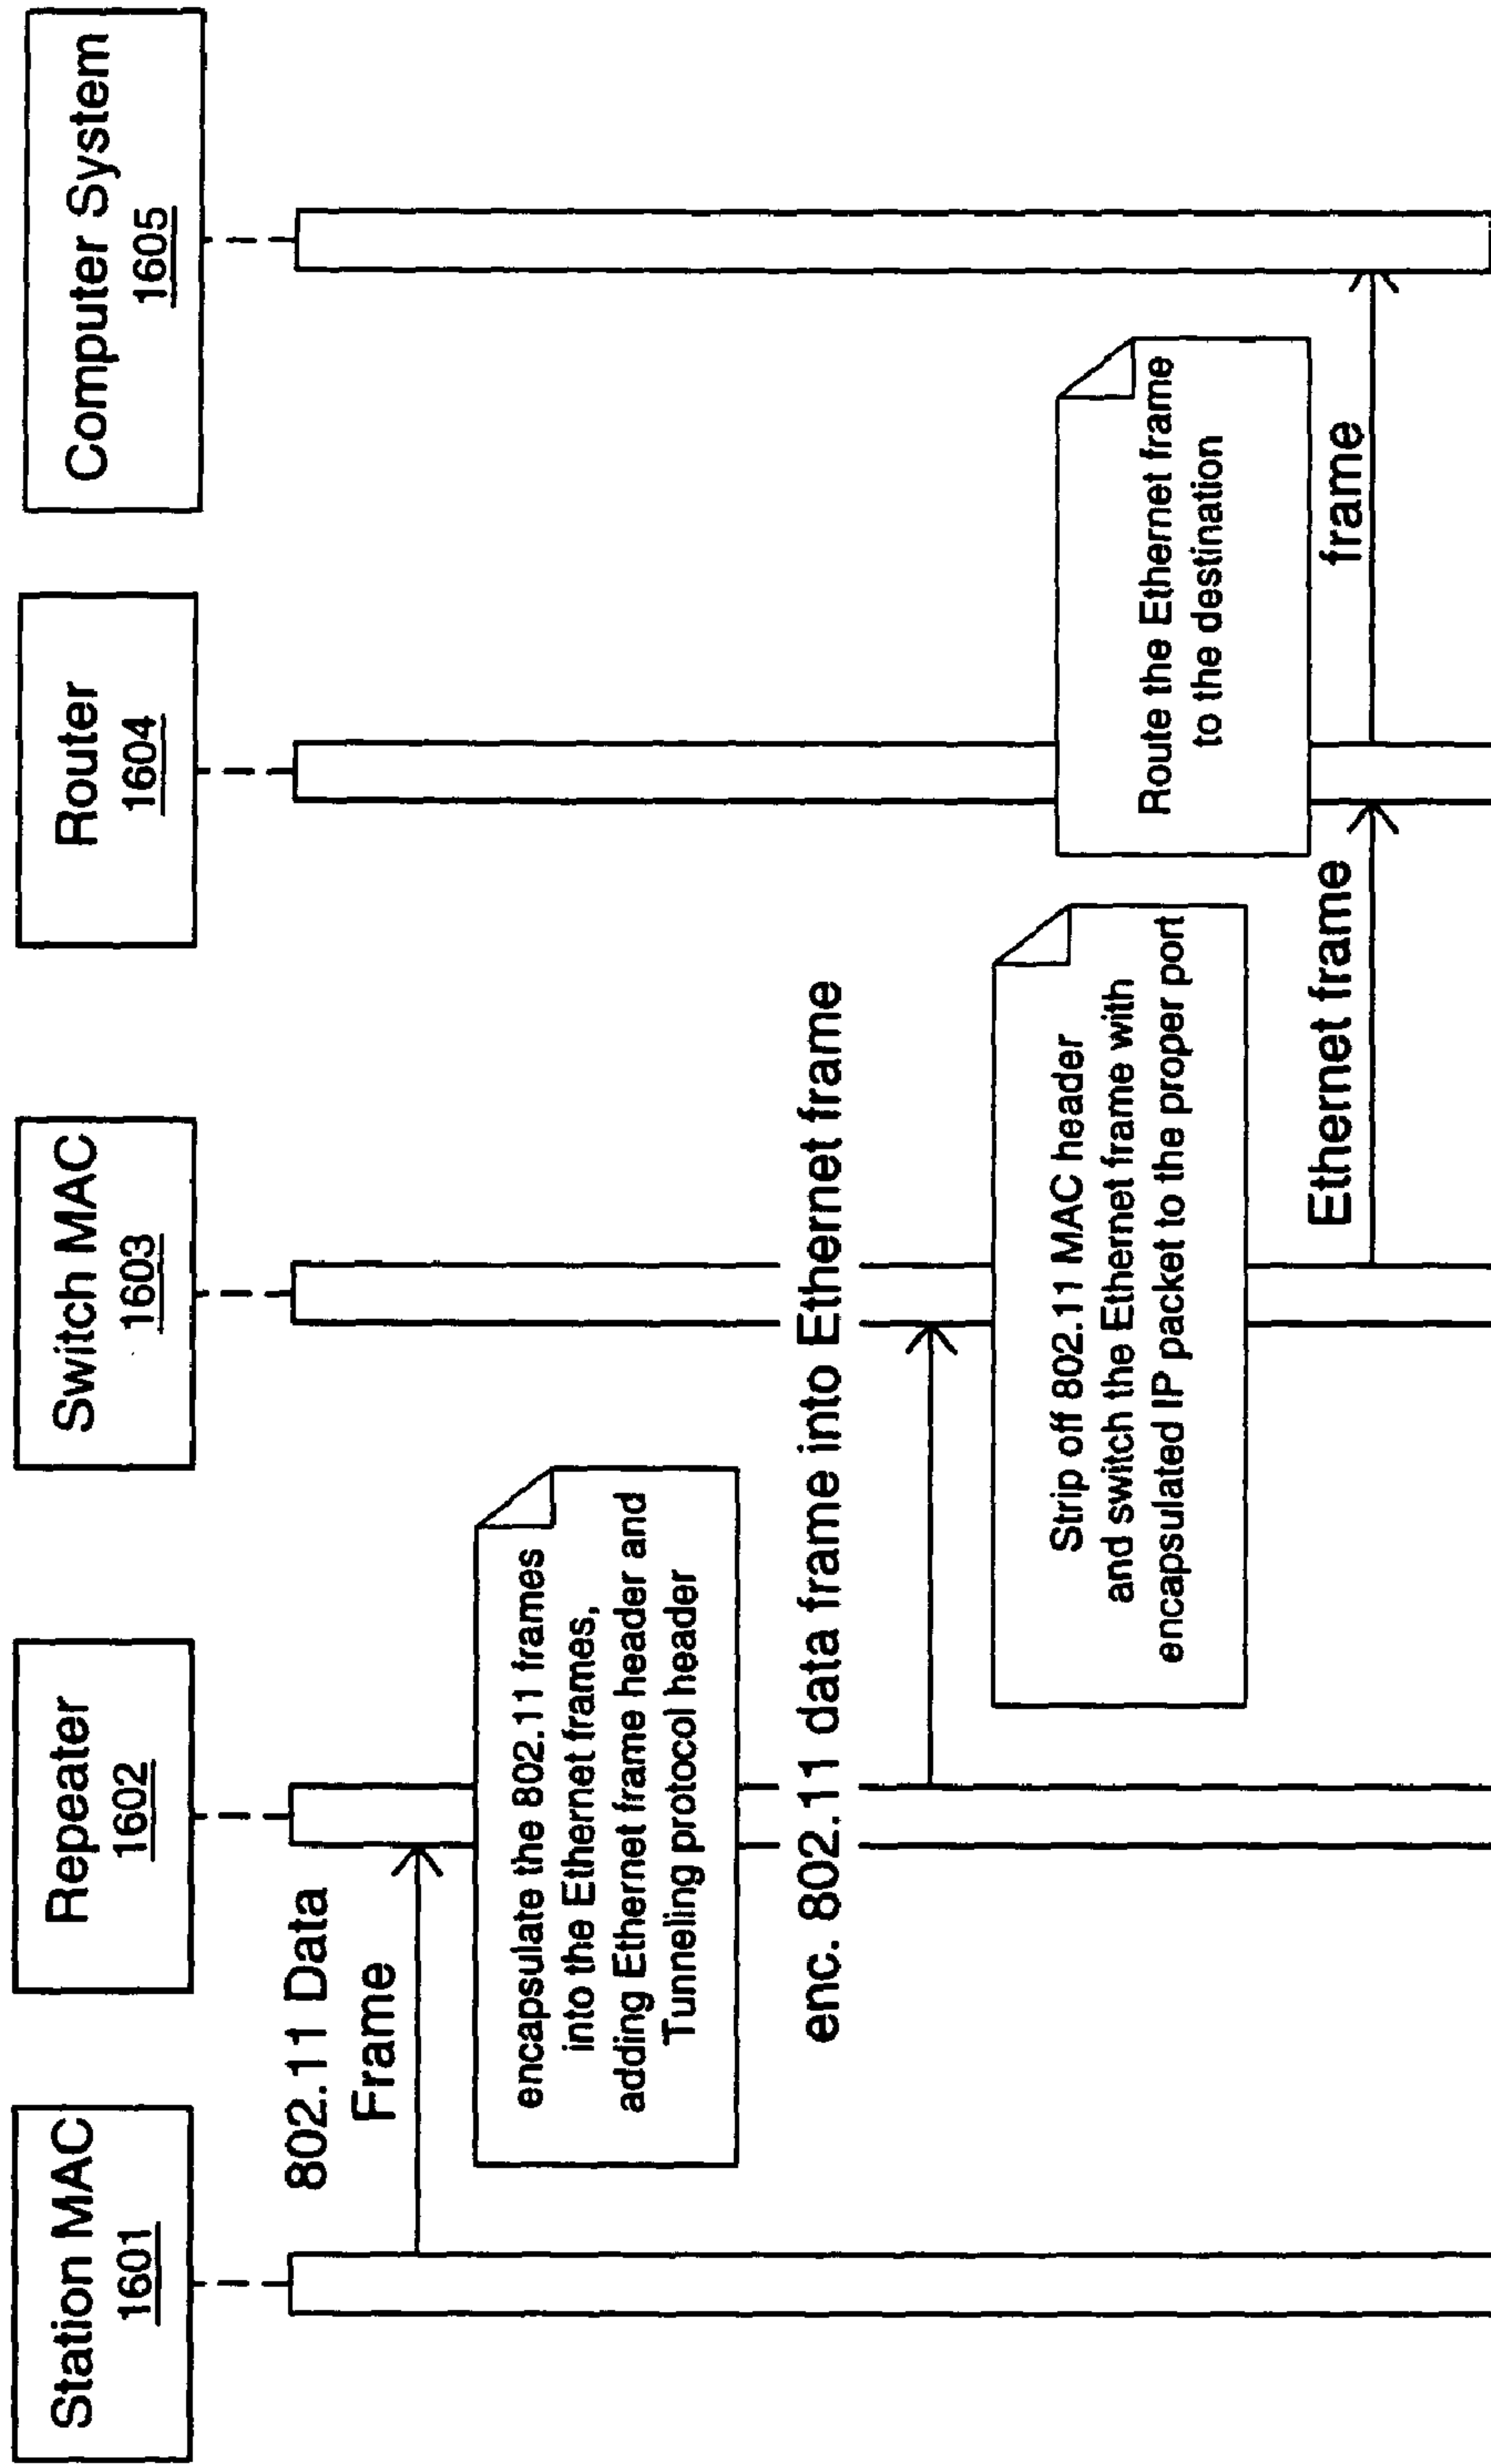 Station MAC
1601
Repeater
1602
Switch MAC
1603
Router
1604
Computer System
1605
802.11 Data
Frame
encapsulate the 802.11 frames
into the Ethernet frames,
adding Ethernet frame header and
Tunneling protocol header
enc. 802.11 data frame into Ethernet frame
Strip off 802.11 MAC header
and switch the Ethernet frame with
encapsulated IP packet to the proper port
Route the Ethernet frame
to the destination
Ethernet frame
frame